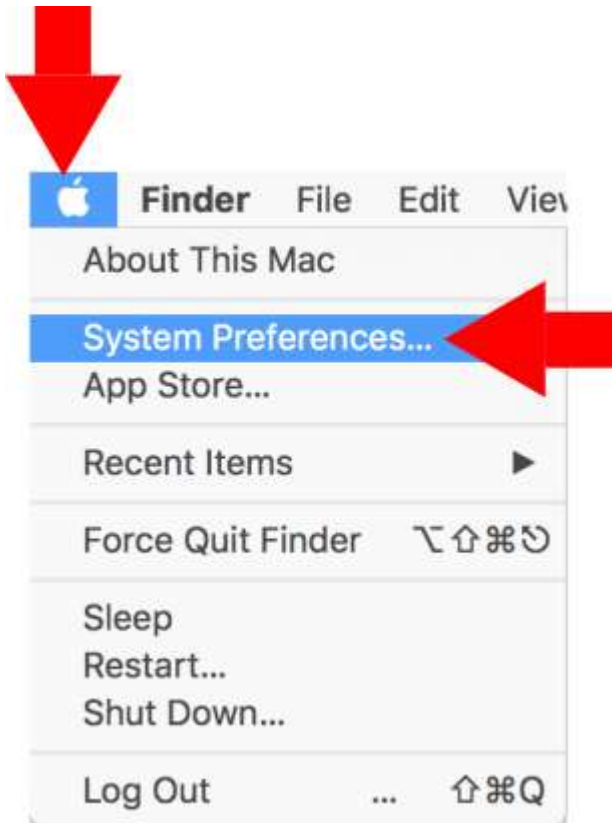 Finder File Edit View
About This Mac
System Preferences...
App Store...
Recent Items ▶
Force Quit Finder ⌥⇧⌘⎋
Sleep
Restart...
Shut Down...
Log Out ... ⇧⌘Q